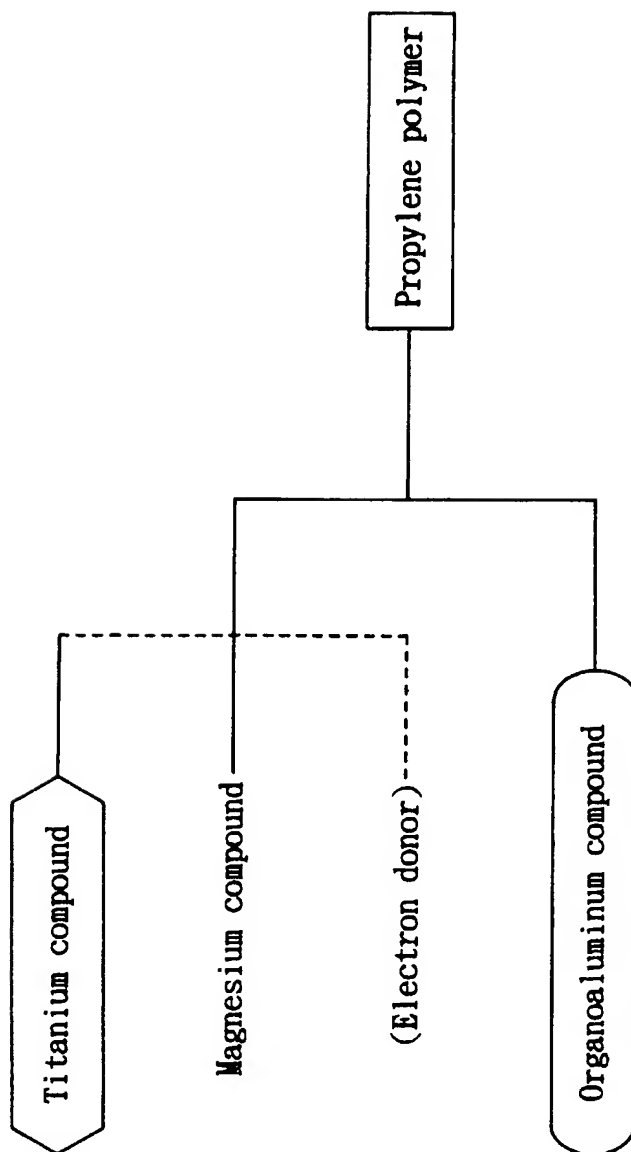 Titanium compound
Magnesium compound
(Electron donor)
Organoaluminum compound
Propylene polymer